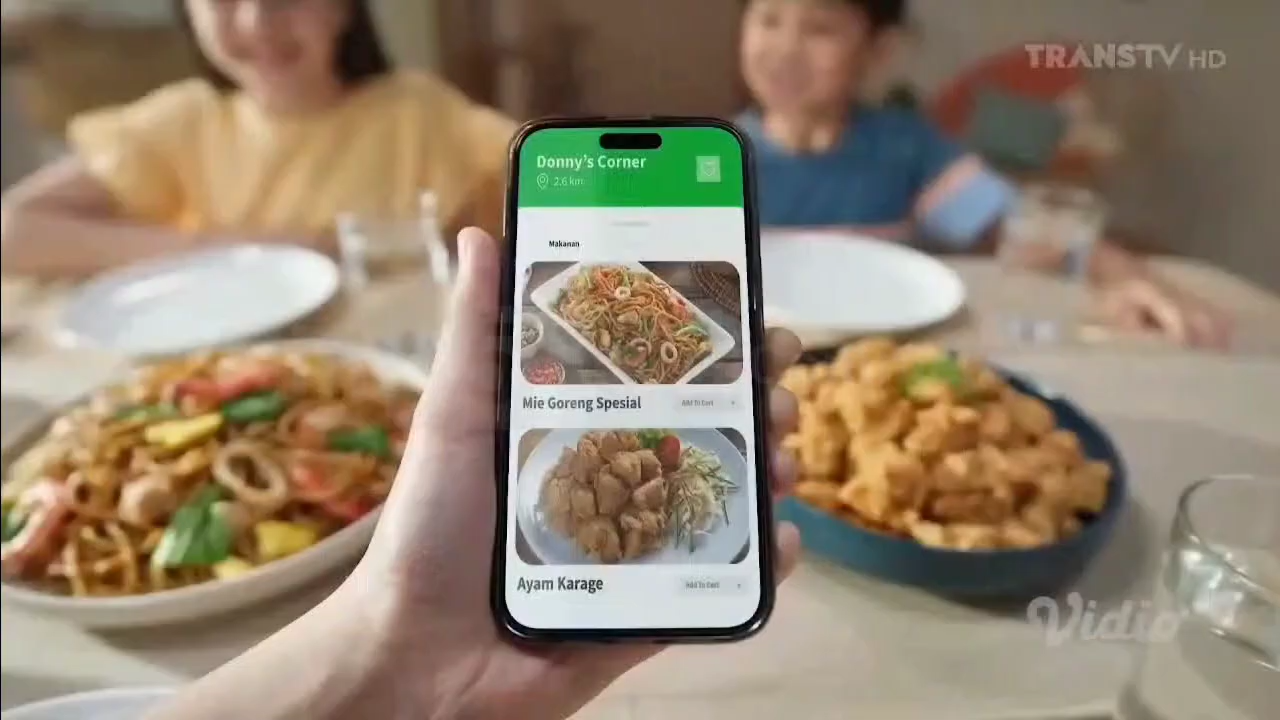 TRANSTV HD
Donny's Corner
2.6 km
Makanan
Mie Goreng Spesial
Add To Cart +
Ayam Karage
Add To Cart +
Vidio